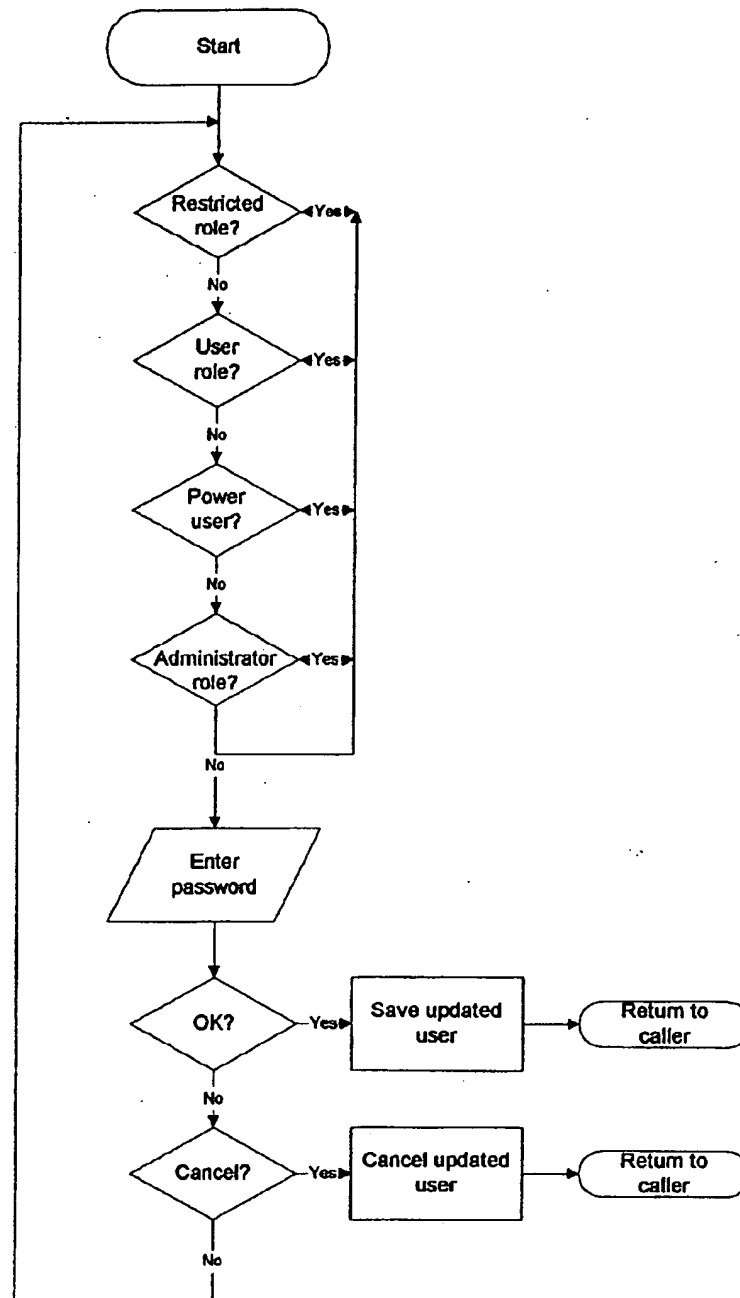 Start
Restricted
role?
Yes
No
User
role?
Yes
No
Power
user?
Yes
No
Administrator
role?
Yes
No
Enter
password
OK?
Yes
Save updated
user
Return to
caller
No
Cancel?
Yes
Cancel updated
user
Return to
caller
No